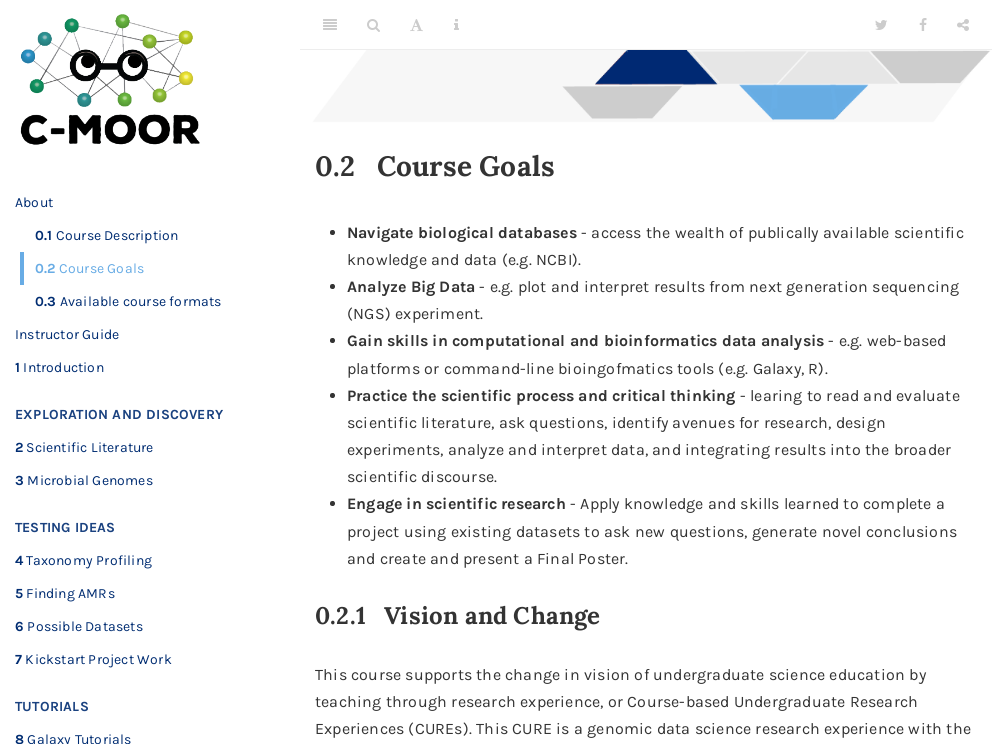 C-MOOR
About
0.1 Course Description
0.2 Course Goals
0.3 Available course formats
Instructor Guide
1 Introduction
EXPLORATION AND DISCOVERY
2 Scientific Literature
3 Microbial Genomes
TESTING IDEAS
4 Taxonomy Profiling
5 Finding AMRs
6 Possible Datasets
7 Kickstart Project Work
TUTORIALS
8 Galaxy Tutorials
A i
0.2 Course Goals
• Navigate biological databases - access the wealth of publically available scientific
knowledge and data (e.g. NCBI).
• Analyze Big Data - e.g. plot and interpret results from next generation sequencing
(NGS) experiment.
• Gain skills in computational and bioinformatics data analysis - e.g. web-based
platforms or command-line bioingofmatics tools (e.g. Galaxy, R).
• Practice the scientific process and critical thinking - learing to read and evaluate
scientific literature, ask questions, identify avenues for research, design
experiments, analyze and interpret data, and integrating results into the broader
scientific discourse.
• Engage in scientific research - Apply knowledge and skills learned to complete a
project using existing datasets to ask new questions, generate novel conclusions
and create and present a Final Poster.
0.2.1 Vision and Change
This course supports the change in vision of undergraduate science education by
teaching through research experience, or Course-based Undergraduate Research
Experiences (CUREs). This CURE is a genomic data science research experience with the